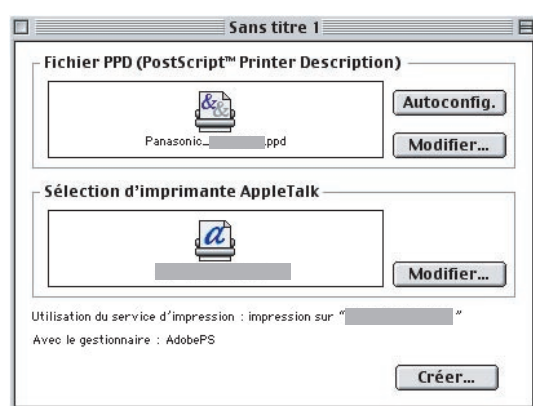 Sans titre 1
Fichier PPD (PostScript™ Printer Description)
Panasonic_ .ppd
Autoconfig.
Modifier...
Sélection d'imprimante AppleTalk
Modifier...
Utilisation du service d'impression : impression sur “ ”
Avec le gestionnaire : AdobePS
Créer...